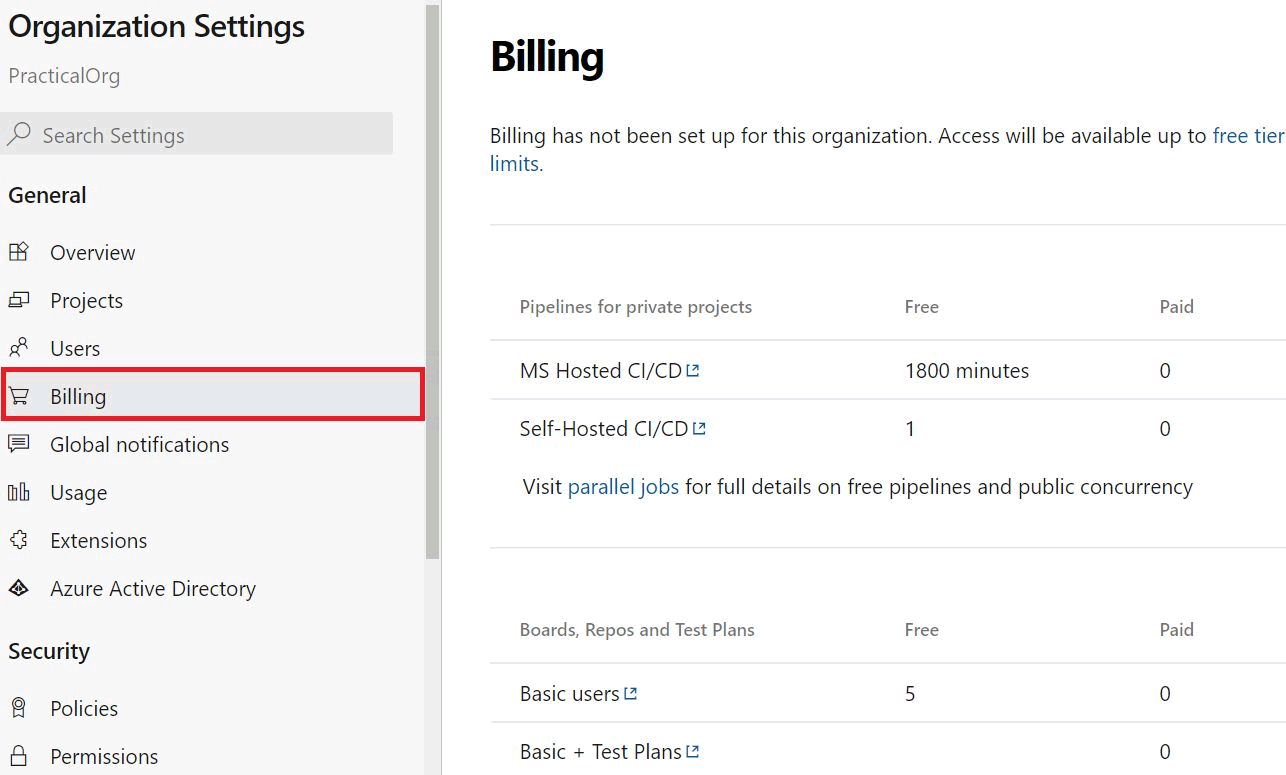 Organization Settings
PracticalOrg
Search Settings
General
Overview
Projects
Users
Billing
Global notifications
Usage
Extensions
Azure Active Directory
Security
Policies
Permissions
Billing
Billing has not been set up for this organization. Access will be available up to free tier
limits.
Pipelines for private projects Free Paid
MS Hosted CI/CD 1800 minutes 0
Self-Hosted CI/CD 1 0
Visit parallel jobs for full details on free pipelines and public concurrency
Boards, Repos and Test Plans Free Paid
Basic users 5 0
Basic + Test Plans 0